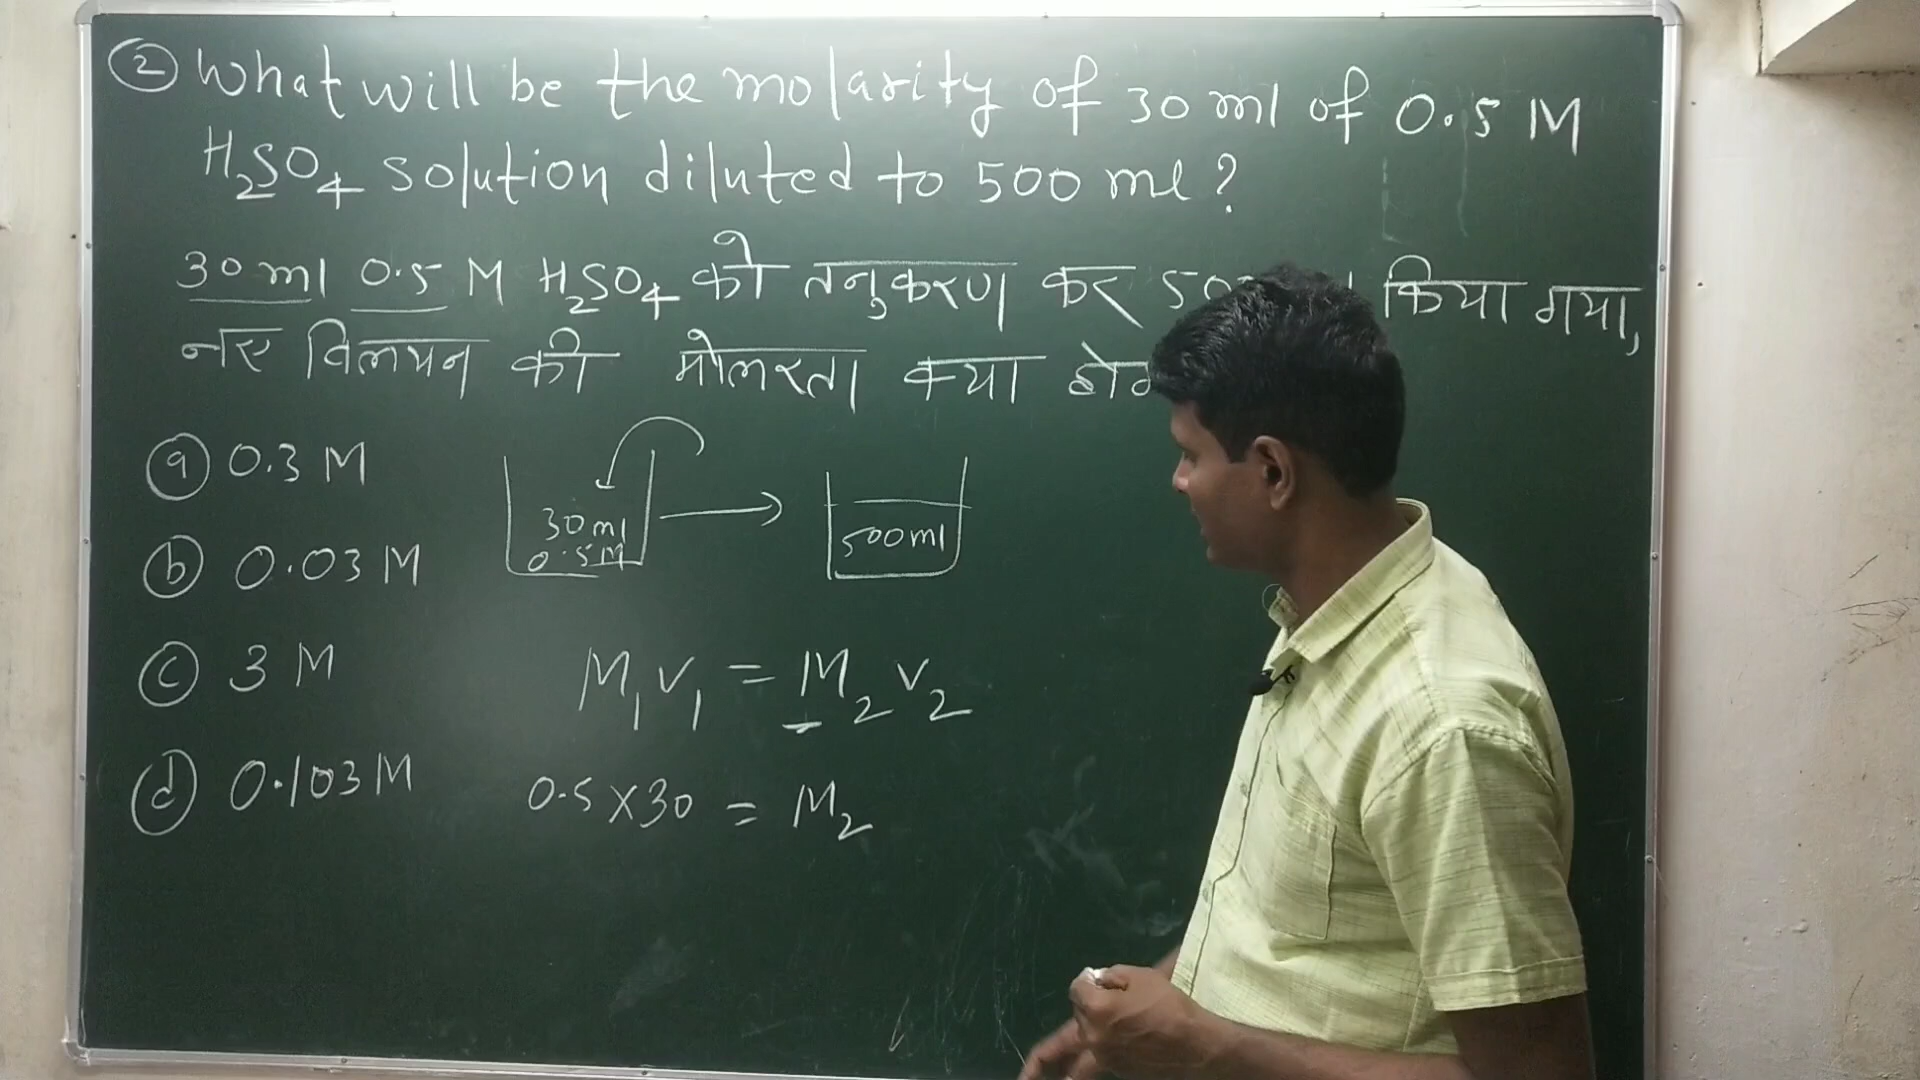 ② What will be the molarity of 30 ml of 0.5 M
H₂SO₄ solution diluted to 500 ml?
30 ml 0.5 M H₂SO₄ को तनुकरण कर किया गया,
नए विलयन की मोलरता क्या
ⓐ 0.3 M
ⓑ 0.03 M
ⓒ 3 M
ⓓ 0.103 M
30 ml
0.5 M
500 ml
M₁V₁ = M₂V₂
0.5 × 30 = M₂